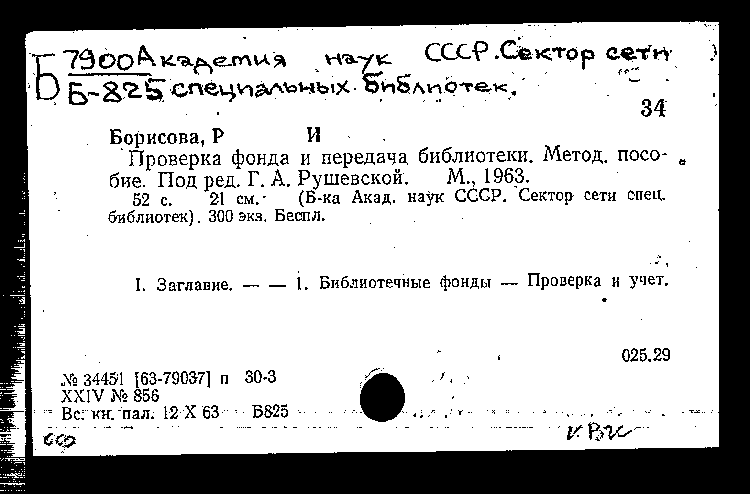 Б 7900 Академия наук СССР. Сектор сети
Б-825 специальных библиотек.
34
Борисова, Р И
Проверка фонда и передача библиотеки. Метод. посо-
бие. Под ред. Г. А. Рушевской. М., 1963.
52 с. 21 см. (Б-ка Акад. наук СССР. Сектор сети спец.
библиотек). 300 экз. Беспл.
I. Заглавие. — — 1. Библиотечные фонды — Проверка и учет.
025.29
№ 34451 [63-79037] п 30-3
XXIV № 856
Вс. кн. пал. 12 X 63 Б825